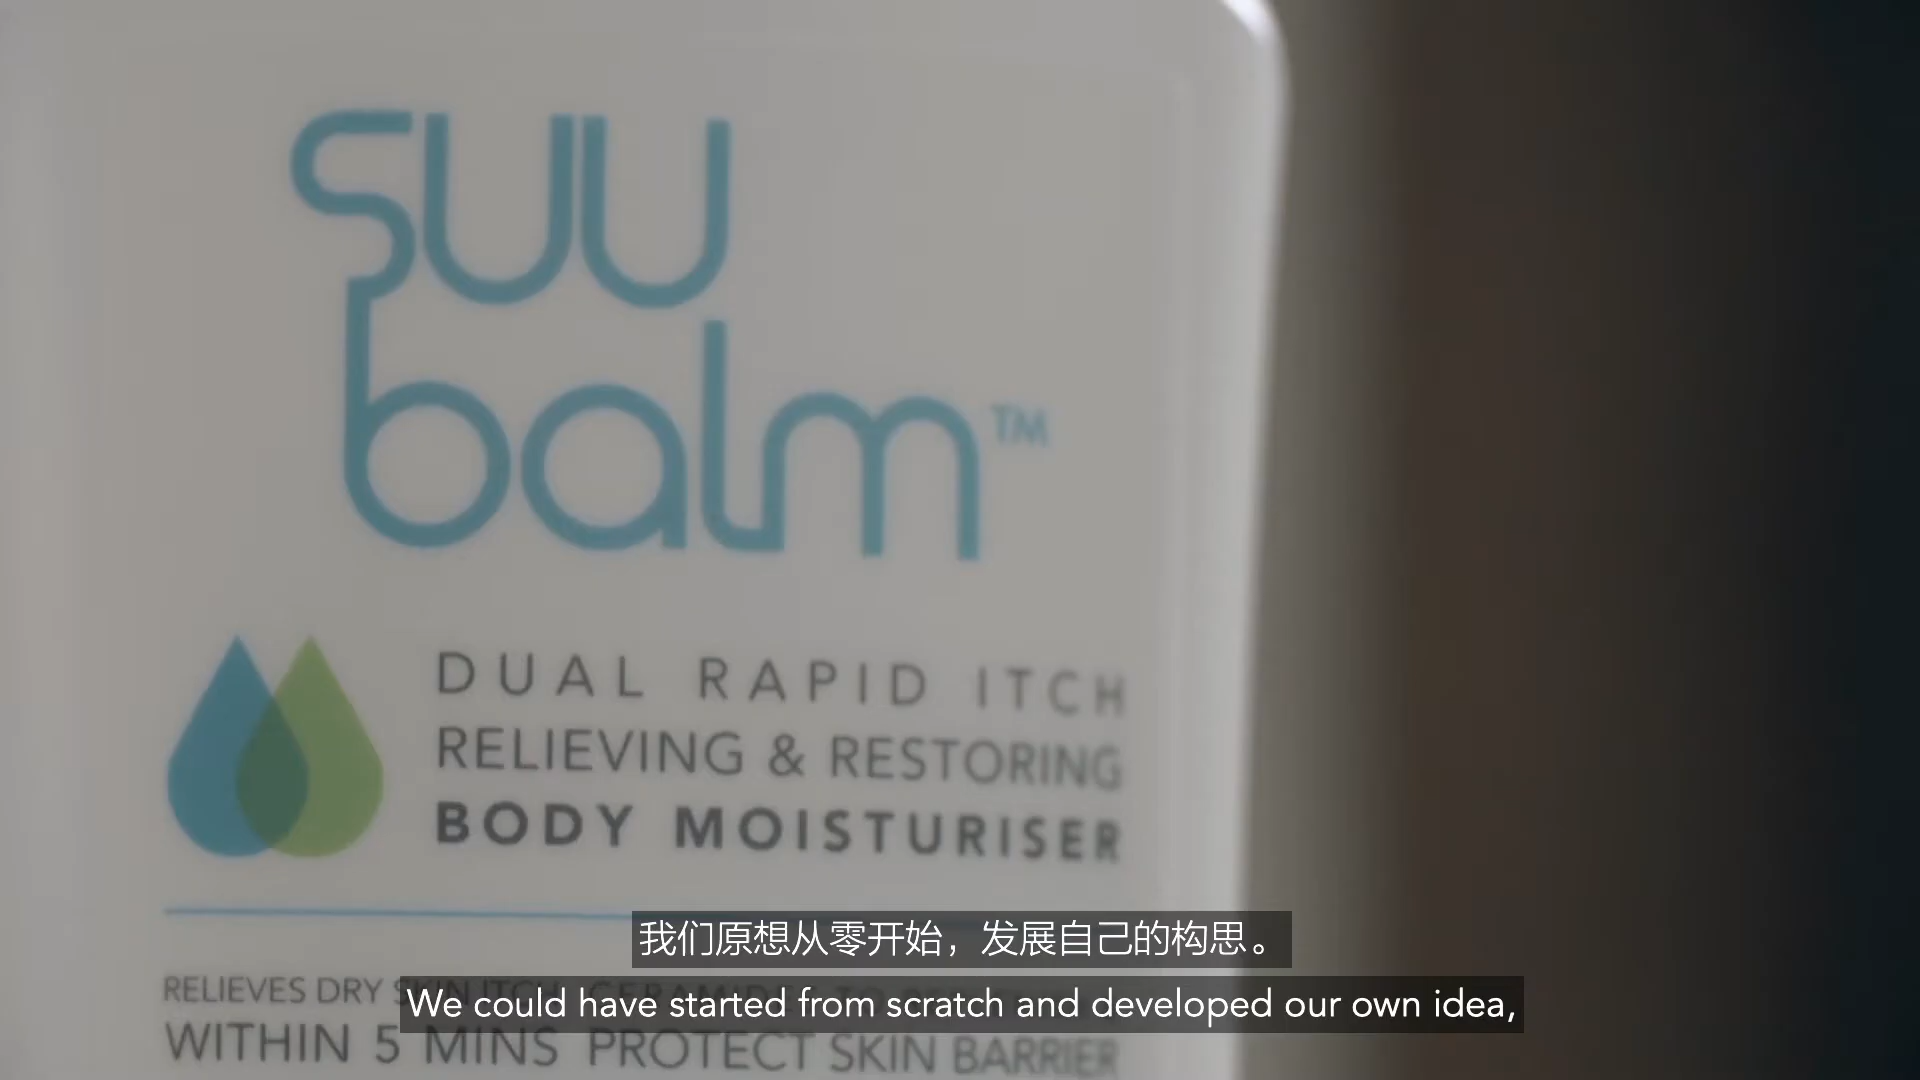 suu
balm™
DUAL RAPID ITCH
RELIEVING & RESTORING
BODY MOISTURISER
我们原想从零开始，发展自己的构思。
RELIEVES DRY
We could have started from scratch and developed our own idea,
WITHIN 5 MINS PROTECT SKIN BARRIER